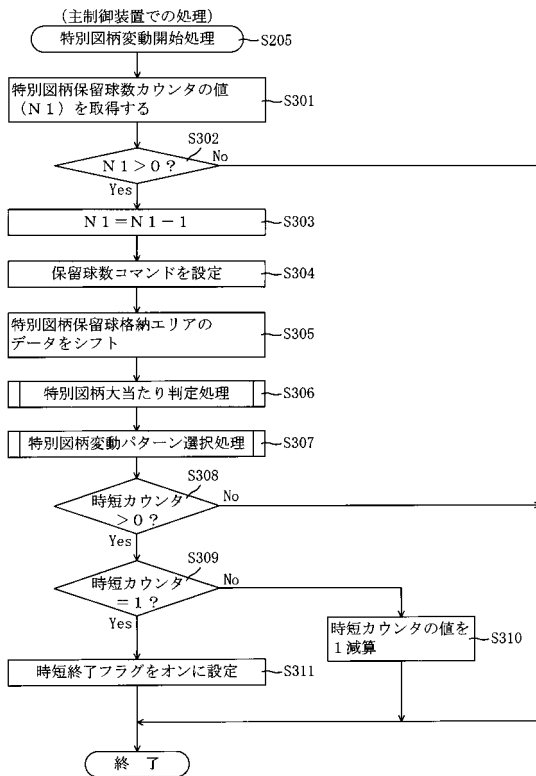 (主制御装置での処理)
特別図柄変動開始処理
S205
特別図柄保留球数カウンタの値
(N1)を取得する
S301
S302
N1>0?
No
Yes
N1=N1-1
S303
保留球数コマンドを設定
S304
特別図柄保留球格納エリアの
データをシフト
S305
特別図柄大当たり判定処理
S306
特別図柄変動パターン選択処理
S307
S308
時短カウンタ
>0?
No
Yes
S309
時短カウンタ
=1?
No
Yes
時短カウンタの値を
1減算
S310
時短終了フラグをオンに設定
S311
終 了